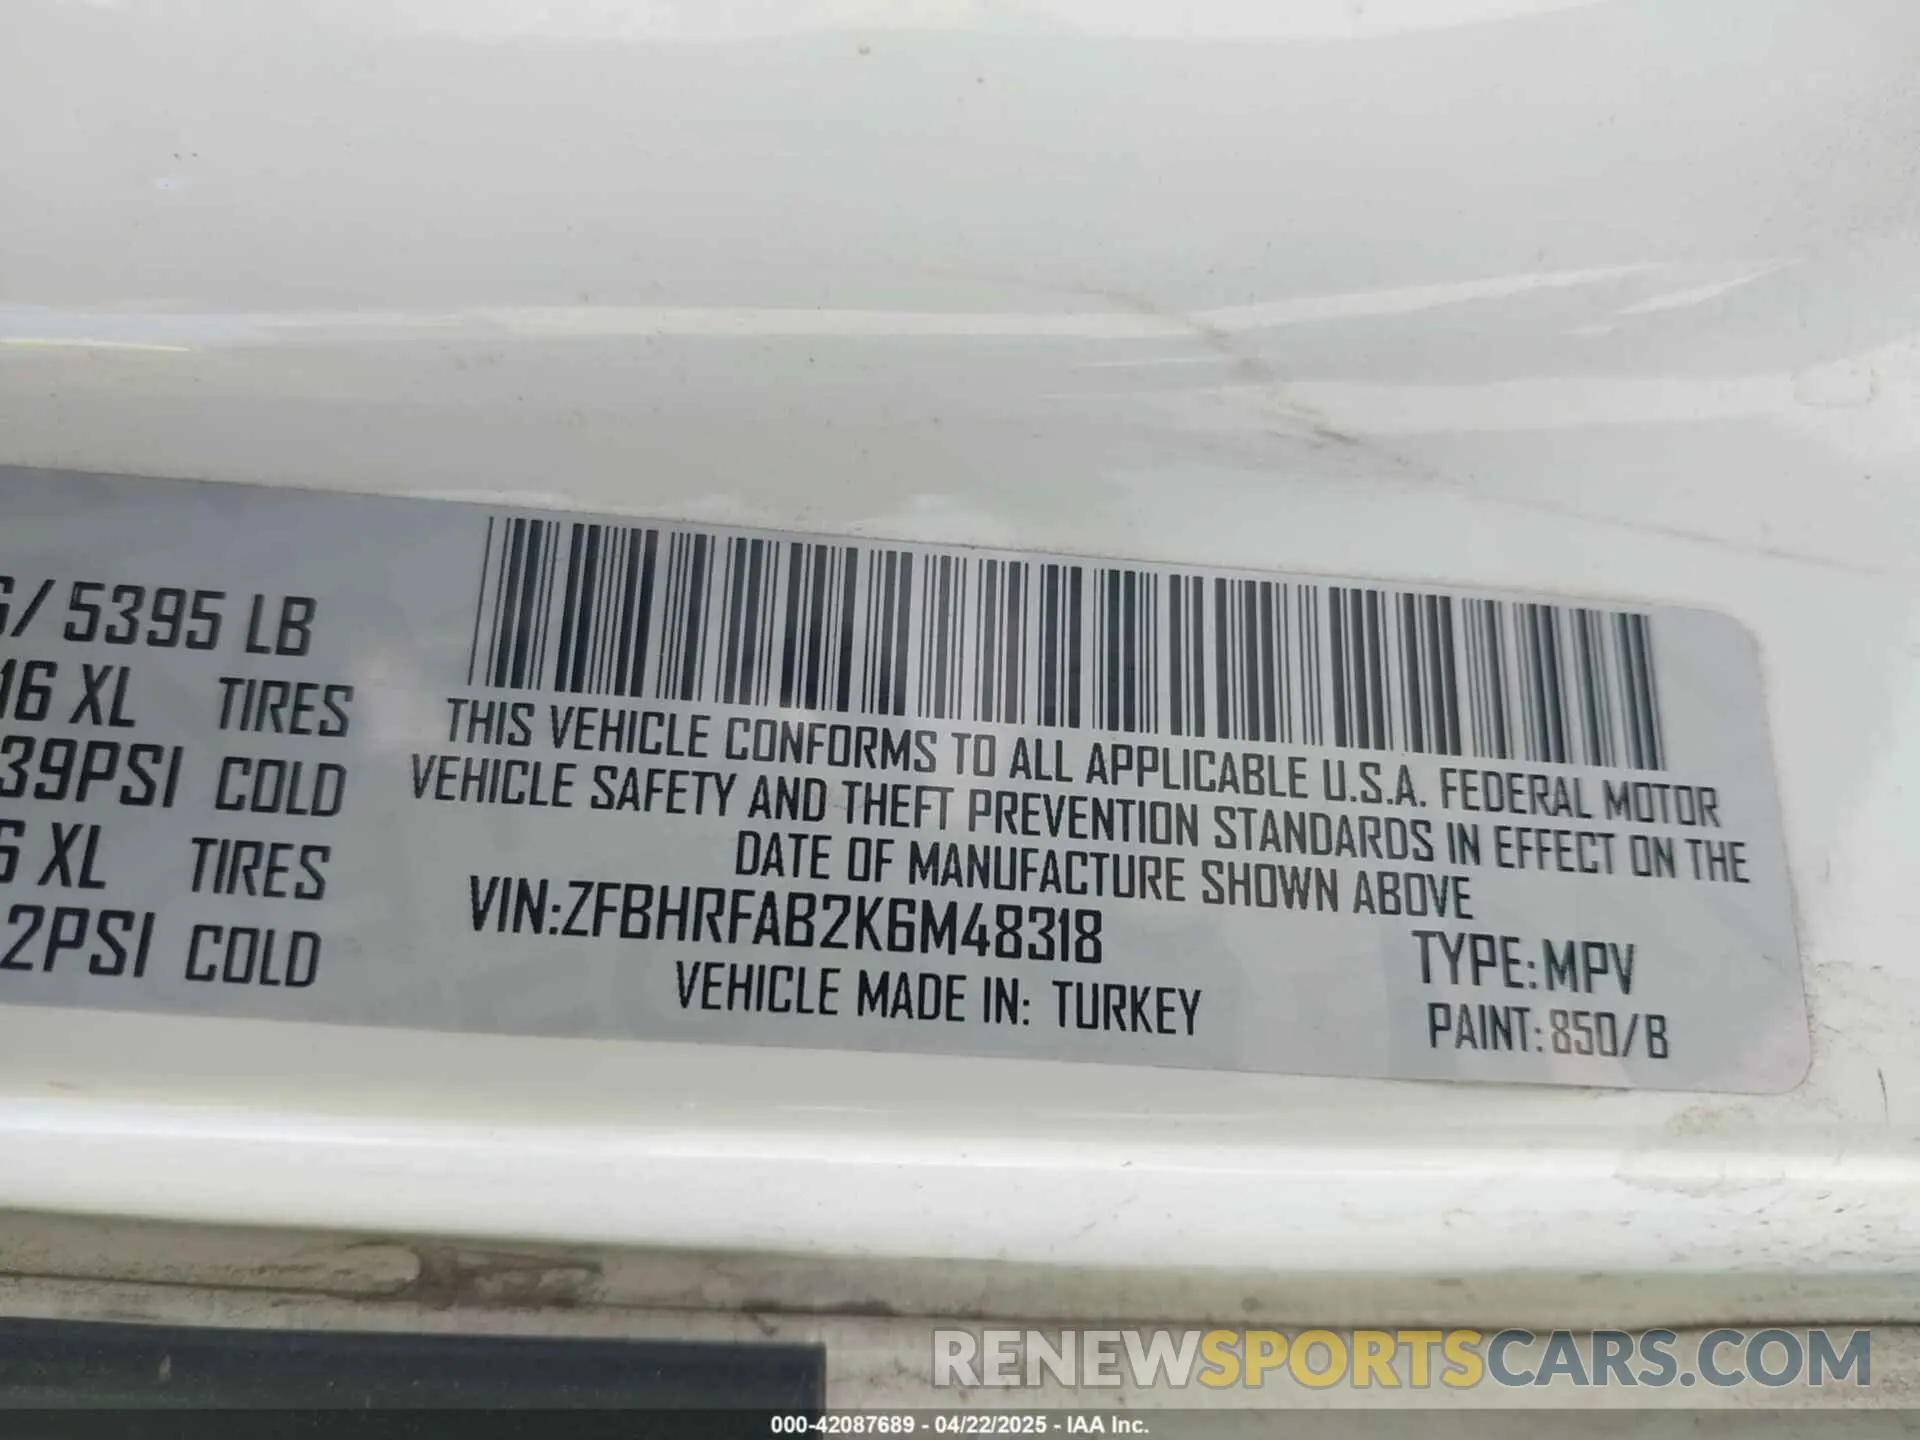 G/ 5395 LB
16 XL TIRES
39PSI COLD
6 XL TIRES
2PSI COLD
THIS VEHICLE CONFORMS TO ALL APPLICABLE U.S.A. FEDERAL MOTOR
VEHICLE SAFETY AND THEFT PREVENTION STANDARDS IN EFFECT ON THE
DATE OF MANUFACTURE SHOWN ABOVE
VIN:ZFBHRFAB2K6M48318
TYPE:MPV
VEHICLE MADE IN: TURKEY
PAINT:850/B
RENEWSPORTSCARS.COM
000-42087689 - 04/22/2025 - IAA Inc.